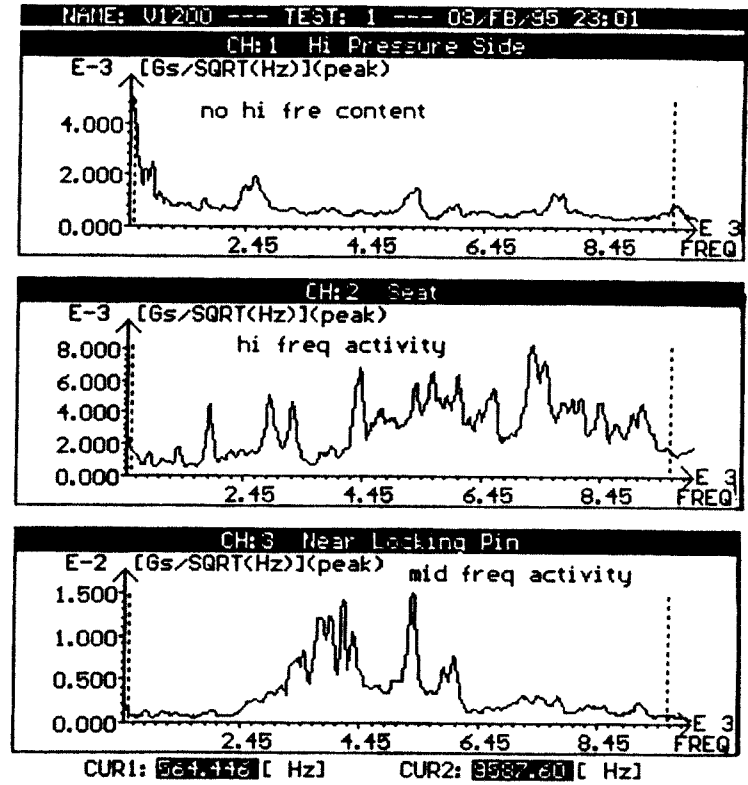 NAME: V1200 --- TEST: 1 --- 03/FB/95 23:01
CH:1 Hi Pressure Side
E-3 [Gs/SQRT(Hz)](peak)
no hi fre content
4.000
2.000
0.000
2.45 4.45 6.45 8.45
E 3
FREQ
CH:2 Seat
E-3 [Gs/SQRT(Hz)](peak)
hi freq activity
8.000
6.000
4.000
2.000
0.000
2.45 4.45 6.45 8.45
E 3
FREQ
CH:3 Near Locking Pin
E-2 [Gs/SQRT(Hz)](peak)
mid freq activity
1.500
1.000
0.500
0.000
2.45 4.45 6.45 8.45
E 3
FREQ
CUR1: [ Hz] CUR2: [ Hz]